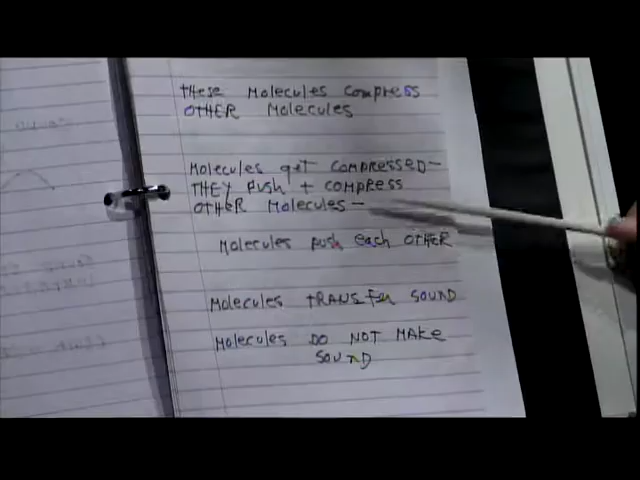 THese Molecules Compress
OTHER Molecules
Molecules get COMPRESSED-
THEY Push + COMPRESS
OTHeR Molecules -
Molecules push each OTHER
Molecules TRANSfer SOUND
Molecules DO NOT MAKe
SOUND